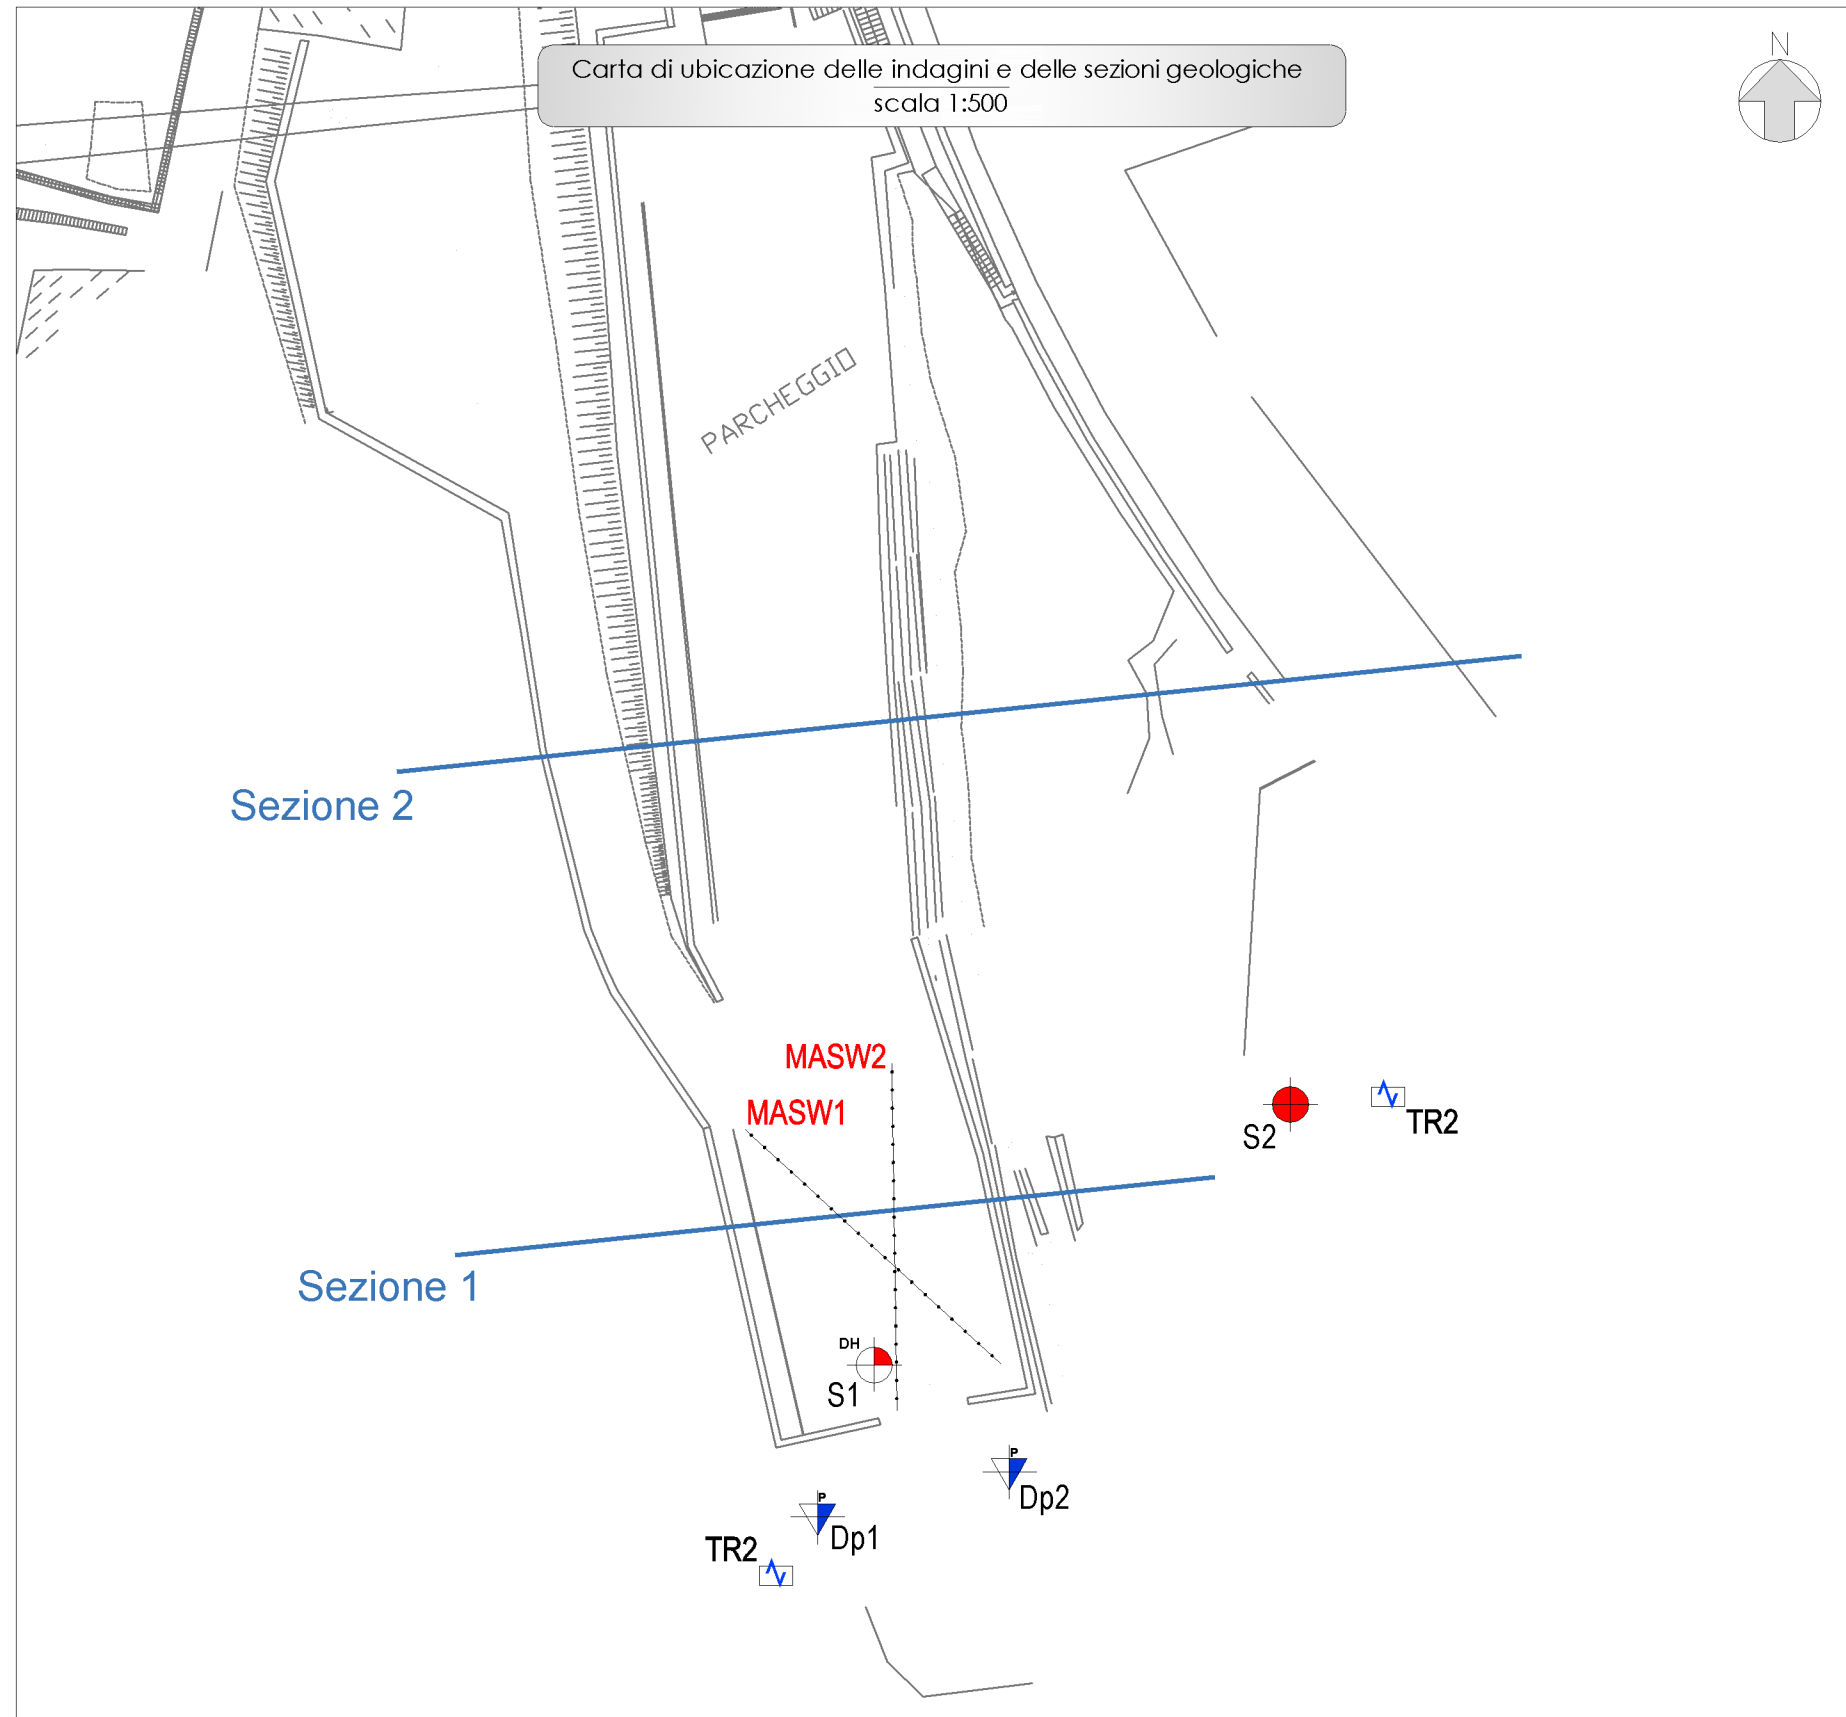 N
Carta di ubicazione delle indagini e delle sezioni geologiche
scala 1:500
PARCHEGGIO
Sezione 2
MASW2
MASW1
TR2
S2
Sezione 1
DH
S1
P
Dp2
P
Dp1
TR2